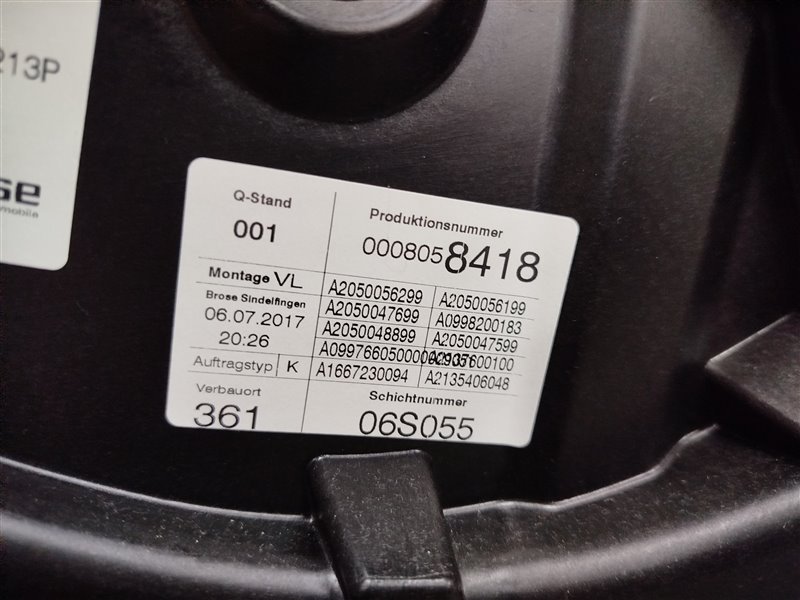 213P
se
mobile
Q-Stand
001
Produktionsnummer
0008058418
Montage VL
Brose Sindelfingen
06.07.2017
20:26
A2050056299 A2050056199
A2050047699 A0998200183
A2050048899 A2050047599
A1667230094 A2135406048
Auftragstyp K
Verbauort
361
Schichtnummer
06S055